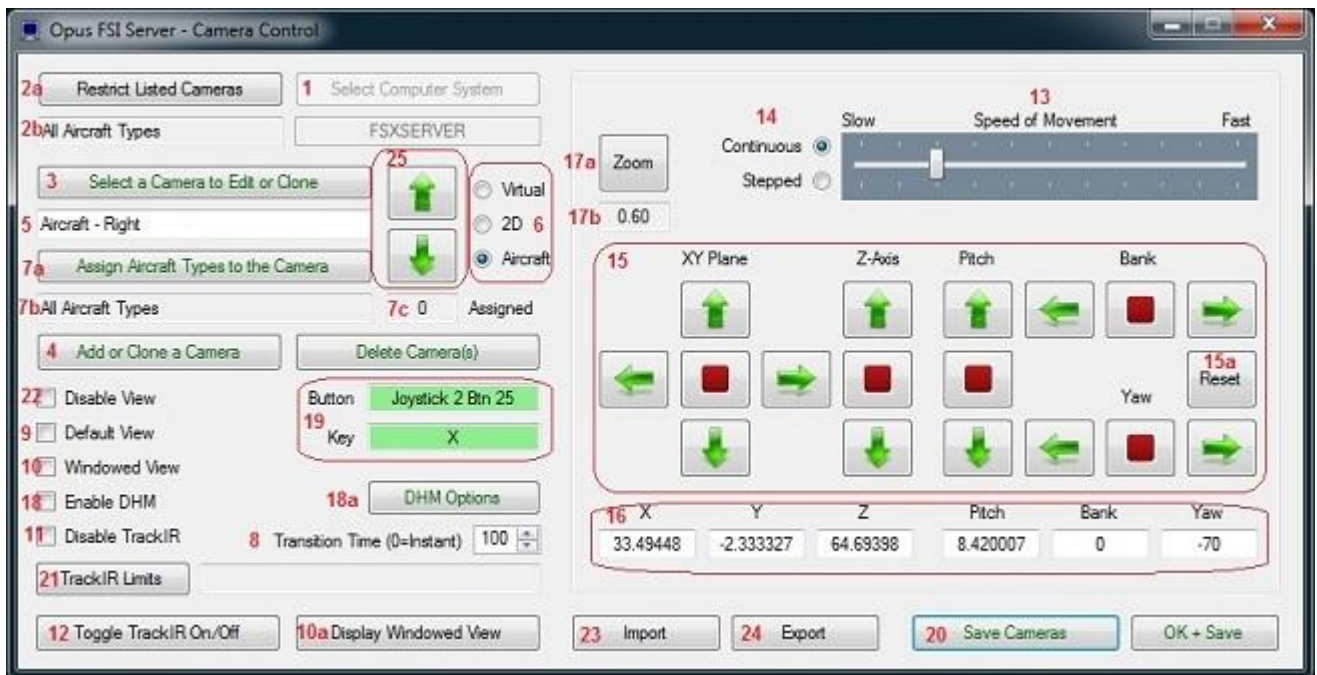 Opus FSI Server - Camera Control
2a Restrict Listed Cameras
1 Select Computer System
2b All Aircraft Types
FSXSERVER
3 Select a Camera to Edit or Clone
25
Virtual
2D 6
Aircraft
5 Aircraft - Right
7a Assign Aircraft Types to the Camera
7b All Aircraft Types
7c 0 Assigned
4 Add or Clone a Camera
Delete Camera(s)
22 Disable View
9 Default View
10 Windowed View
18 Enable DHM
11 Disable TrackIR
19
Button Joystick 2 Btn 25
Key X
18a DHM Options
8 Transition Time (0=Instant) 100
21 TrackIR Limits
12 Toggle TrackIR On/Off
10a Display Windowed View
17a Zoom
17b 0.60
14
Continuous
Stepped
13
Slow Speed of Movement Fast
15 XY Plane Z-Axis Pitch Bank
15a
Reset
Yaw
16 X Y Z Pitch Bank Yaw
33.49448 -2.333327 64.69398 8.420007 0 -70
23 Import
24 Export
20 Save Cameras
OK + Save